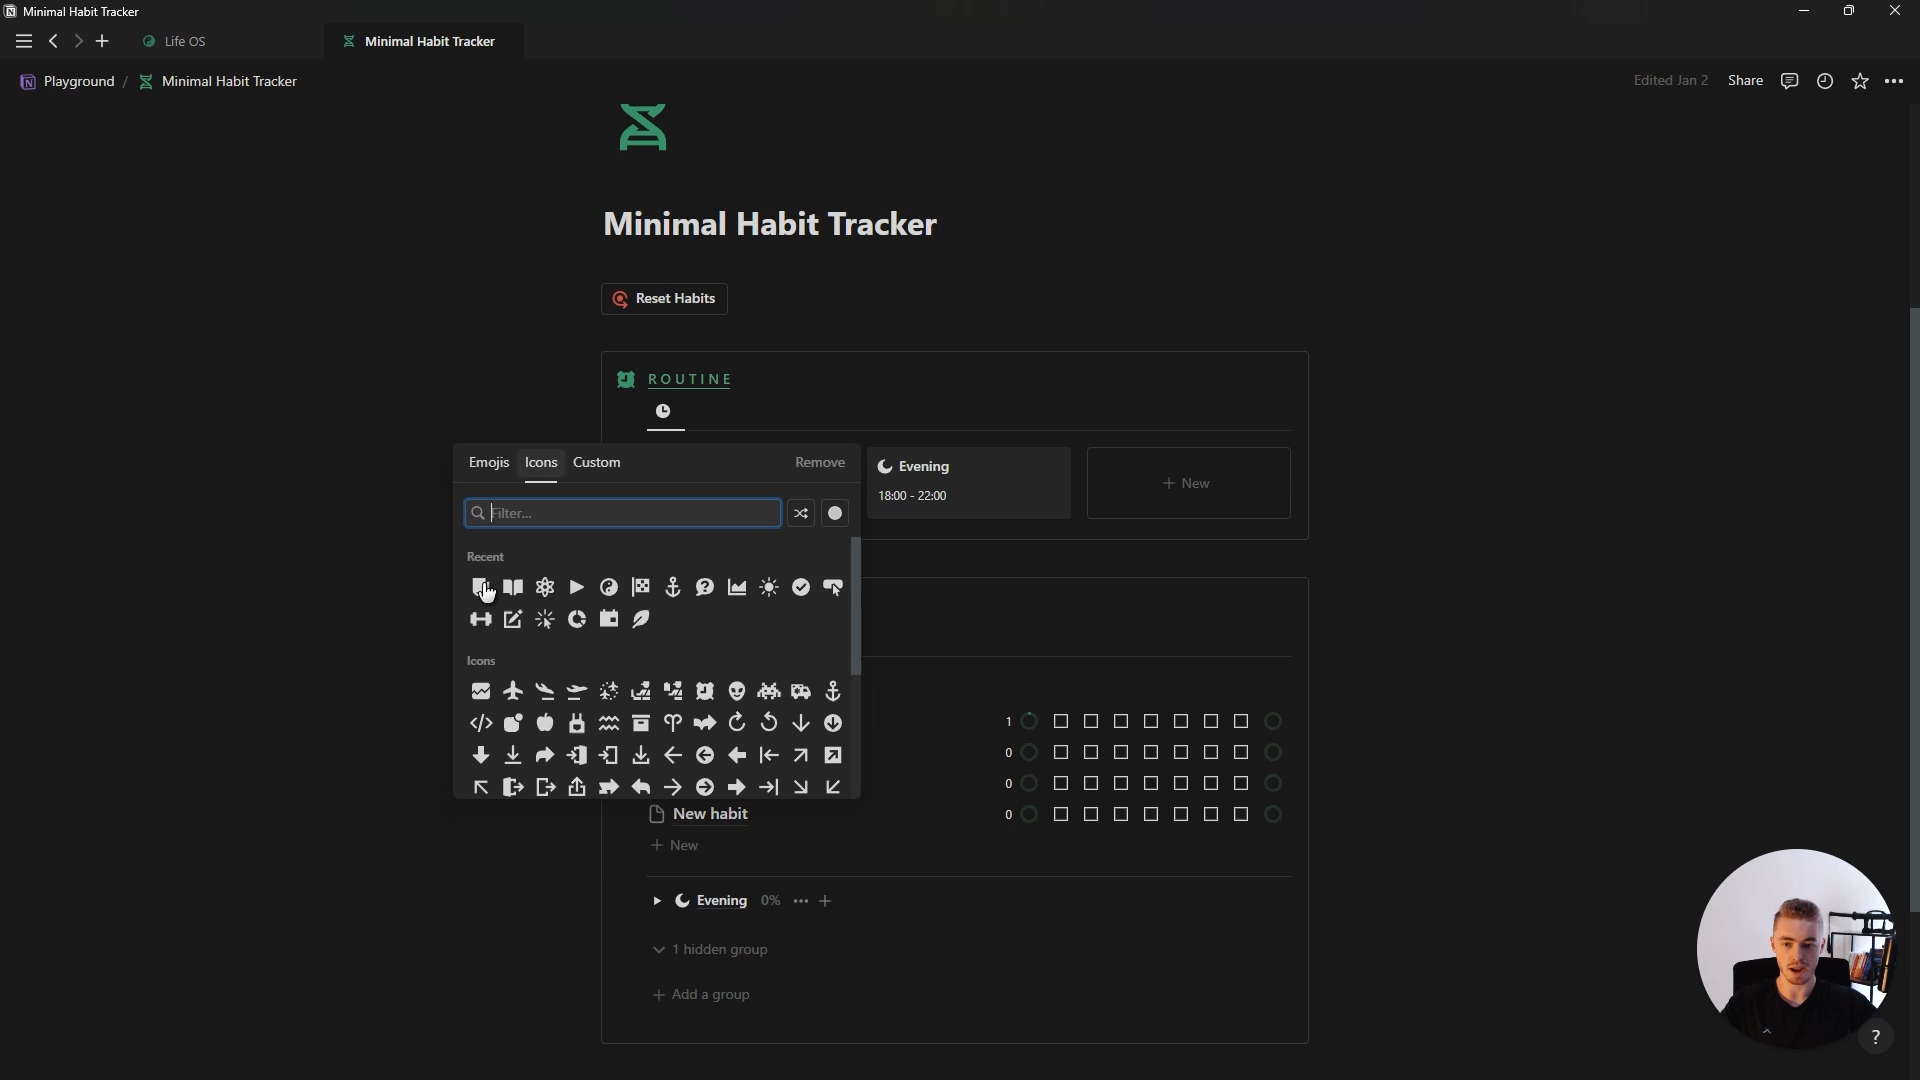 Minimal Habit Tracker
Life OS
Minimal Habit Tracker
Playground / Minimal Habit Tracker
Edited Jan 2
Share
Minimal Habit Tracker
Reset Habits
ROUTINE
Emojis
Icons
Custom
Remove
Filter...
Evening
18:00 - 22:00
+ New
Recent
Icons
1
0
0
New habit
0
+ New
Evening 0% ••• +
1 hidden group
+ Add a group
?